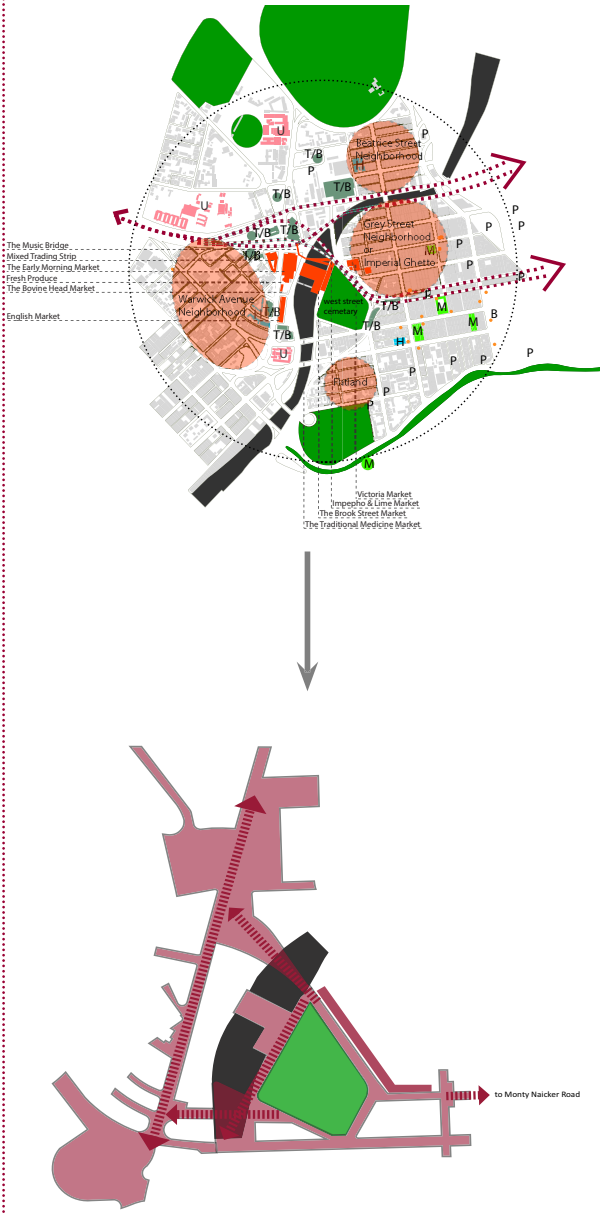 P
Beatrice Street
Neighborhood
U
T/B
H
P
T/B
T/B
U
P
Grey Street
Neighborhood
or
Imperial Ghetto
P
T/B
T/B
M
P
The Music Bridge
Mixed Trading Strip
T/B
The Early Morning Market
P
Fresh Produce
P
The Bovine Head Market
P
Warwick Avenue
Neighborhood
west street
cemetary
T/B
M
T/B
English Market
B
T/B
M
M
T/B
H
U
P
P
P
P
Flatland
P
P
M
Victoria Market
Impepho & Lime Market
The Brook Street Market
The Traditional Medicine Market
to Monty Naicker Road